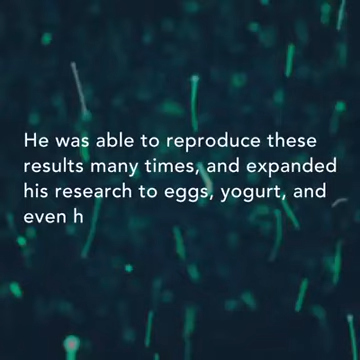 He was able to reproduce these
results many times, and expanded
his research to eggs, yogurt, and
even h